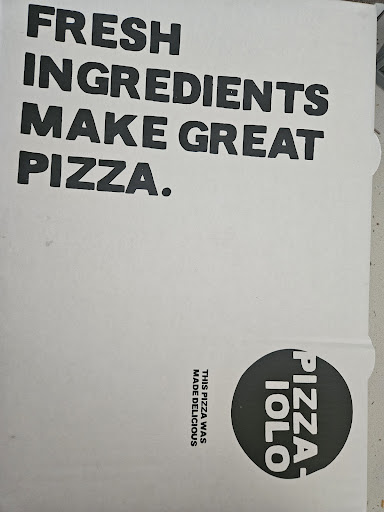 FRESH
INGREDIENTS
MAKE GREAT
PIZZA.
THIS PIZZA WAS
MADE DELICIOUS
PIZZA-
IOLO